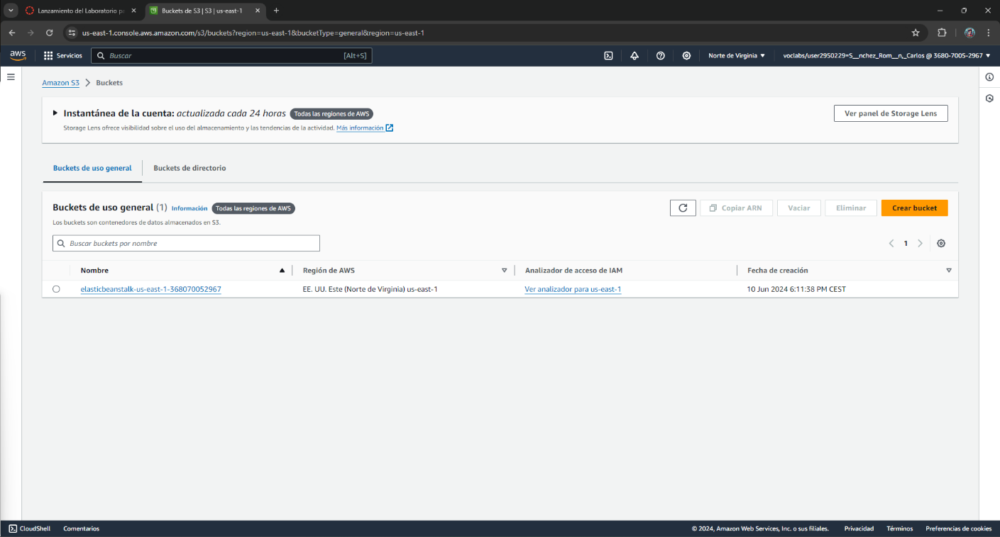 Lanzamiento del Laboratorio pa
Buckets de S3 | S3 | us-east-1
us-east-1.console.aws.amazon.com/s3/buckets?region=us-east-1&bucketType=general&region=us-east-1
aws
Servicios
Buscar
[Alt+S]
Norte de Virginia
voclabs/user2950229=S__nchez_Rom__n,_Carlos @ 3680-7005-2967
Amazon S3
Buckets
Instantánea de la cuenta: actualizada cada 24 horas
Todas las regiones de AWS
Ver panel de Storage Lens
Storage Lens ofrece visibilidad sobre el uso del almacenamiento y las tendencias de la actividad. Más información
Buckets de uso general
Buckets de directorio
Buckets de uso general (1) Información
Todas las regiones de AWS
Copiar ARN
Vaciar
Eliminar
Crear bucket
Los buckets son contenedores de datos almacenados en S3.
Buscar buckets por nombre
1
Nombre
Región de AWS
Analizador de acceso de IAM
Fecha de creación
elasticbeanstalk-us-east-1-368070052967
EE. UU. Este (Norte de Virginia) us-east-1
Ver analizador para us-east-1
10 Jun 2024 6:11:38 PM CEST
CloudShell
Comentarios
© 2024, Amazon Web Services, Inc. o sus filiales.
Privacidad
Términos
Preferencias de cookies